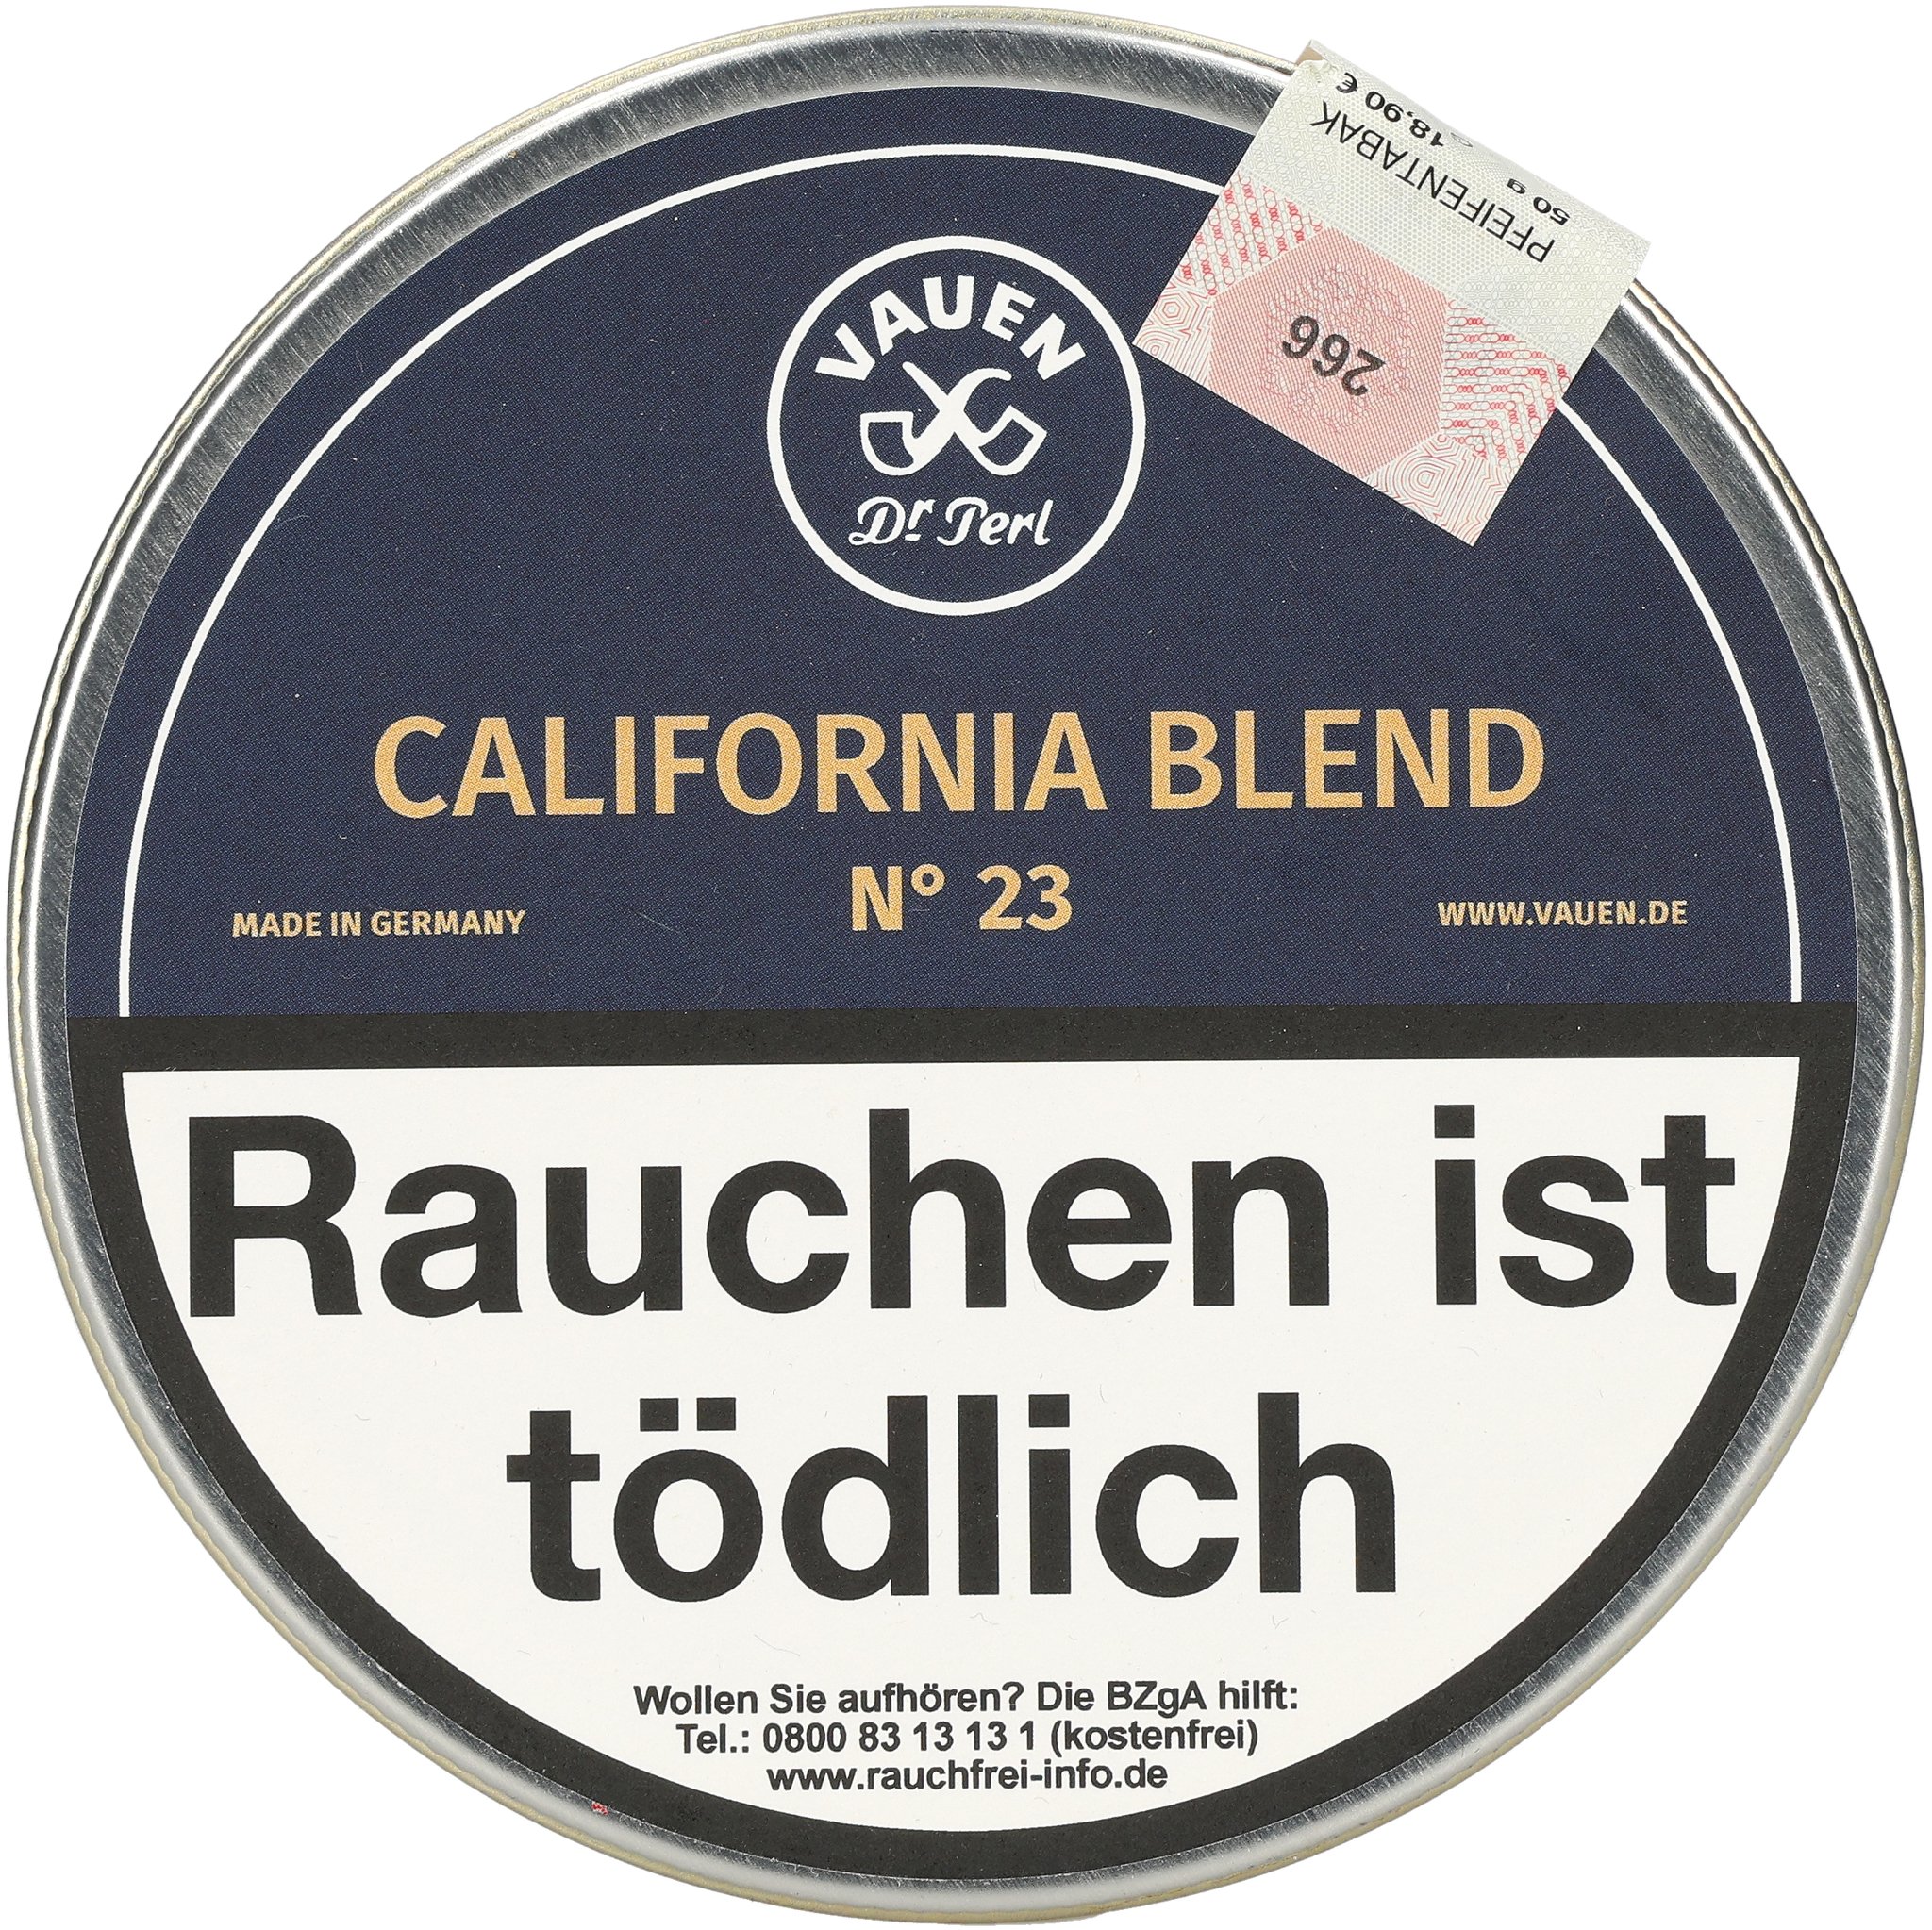 VAUEN
Dr. Perl
PFEIFENTABAK
50 g
18,90 €
266
CALIFORNIA BLEND
N° 23
MADE IN GERMANY
WWW.VAUEN.DE
Rauchen ist
tödlich
Wollen Sie aufhören? Die BZgA hilft:
Tel.: 0800 83 13 13 1 (kostenfrei)
www.rauchfrei-info.de